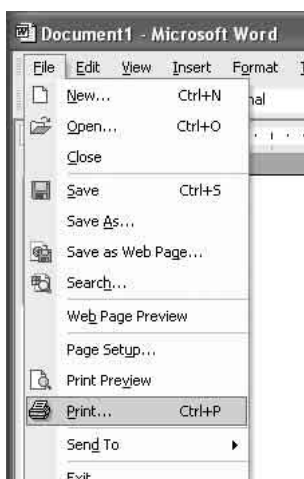 Document1 - Microsoft Word
File Edit View Insert Format
New... Ctrl+N
Open... Ctrl+O
Close
Save Ctrl+S
Save As...
Save as Web Page...
Search...
Web Page Preview
Page Setup...
Print Preview
Print... Ctrl+P
Send To
Exit